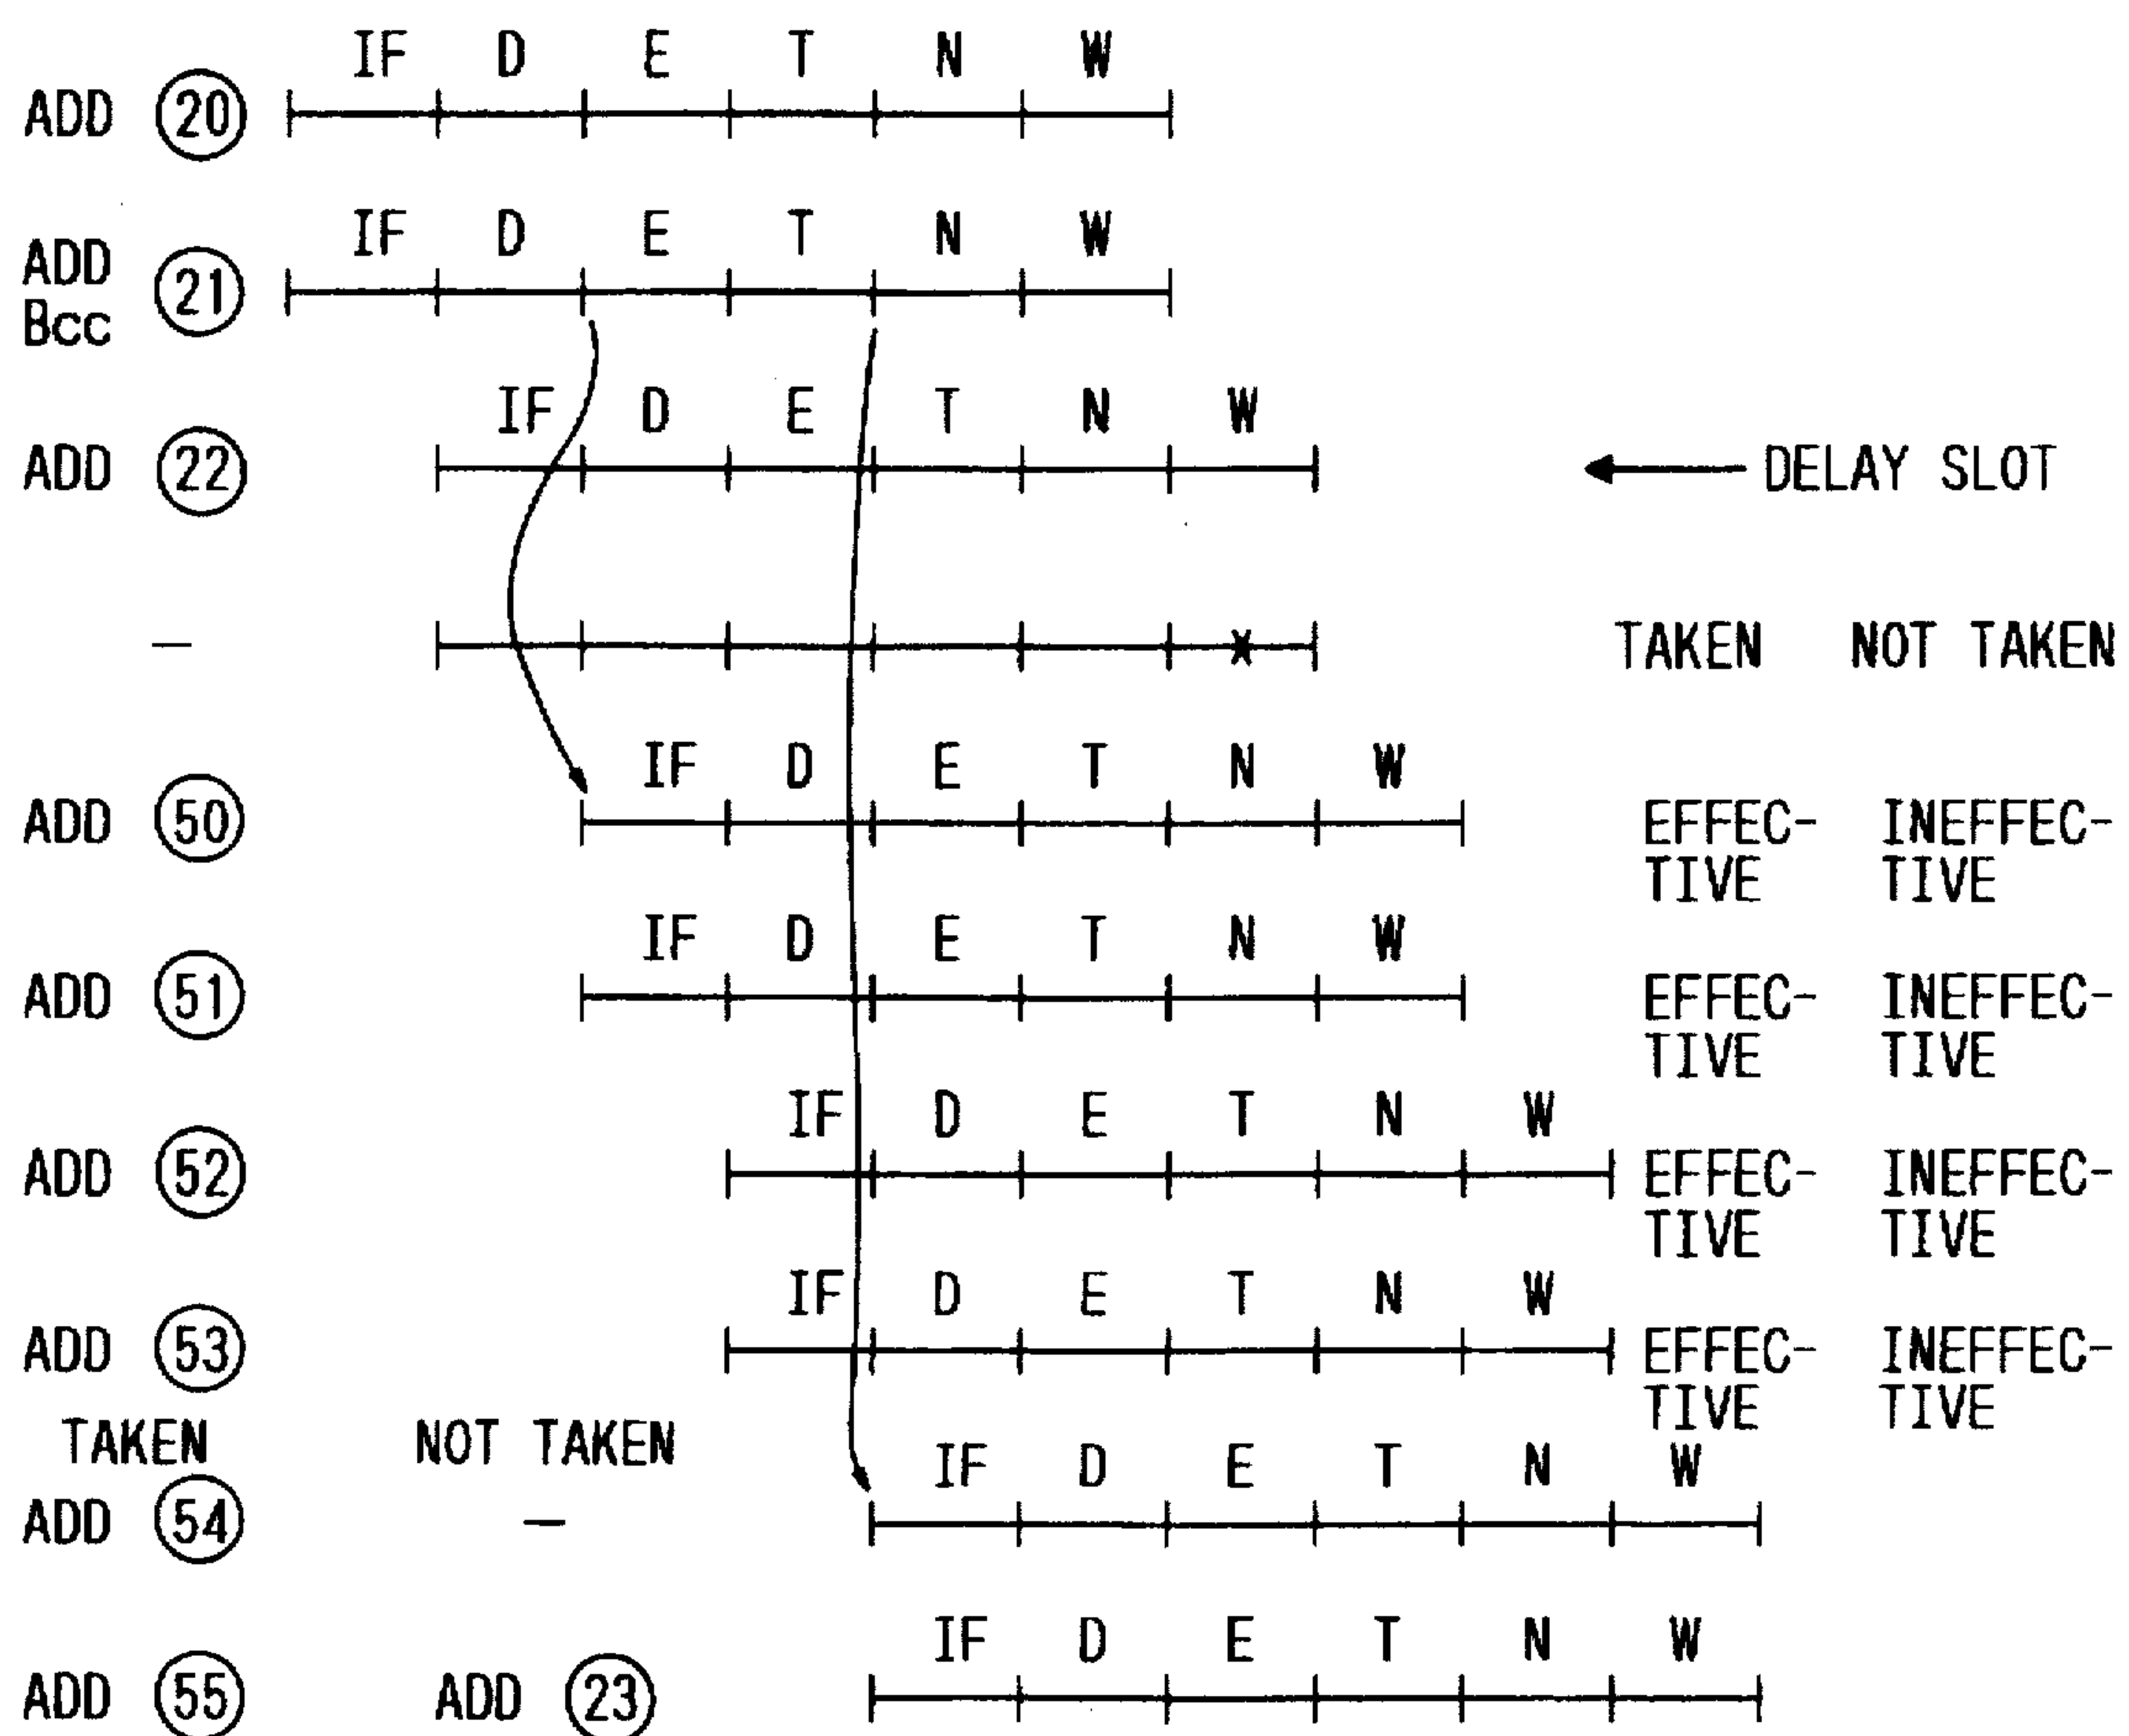 IF D E T N W
ADD 20
IF D E T N W
ADD
Bcc 21
IF D E T N W
ADD 22 DELAY SLOT
— × TAKEN NOT TAKEN
IF D E T N W
ADD 50 EFFEC- INEFFEC-
TIVE TIVE
IF D E T N W
ADD 51 EFFEC- INEFFEC-
TIVE TIVE
IF D E T N W
ADD 52 EFFEC- INEFFEC-
TIVE TIVE
IF D E T N W
ADD 53 EFFEC- INEFFEC-
TIVE TIVE
TAKEN NOT TAKEN
IF D E T N W
ADD 54 —
IF D E T N W
ADD 55 ADD 23